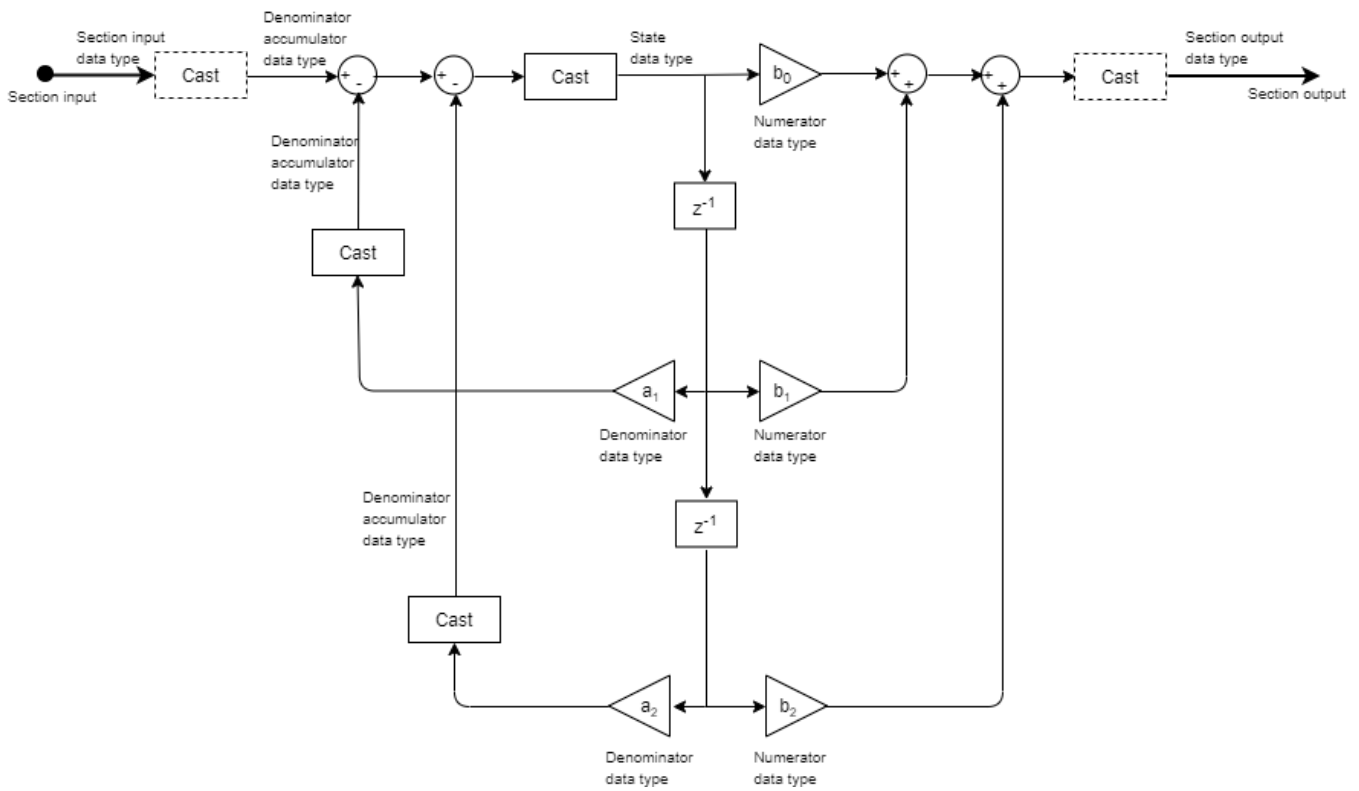 Section input
data type
Section input
Cast
Denominator
accumulator
data type
+
-
+
-
Cast
State
data type
b0
Numerator
data type
+
+
+
+
Cast
Section output
data type
Section output
Denominator
accumulator
data type
z-1
Cast
a1
Denominator
data type
b1
Numerator
data type
Denominator
accumulator
data type
z-1
Cast
a2
Denominator
data type
b2
Numerator
data type